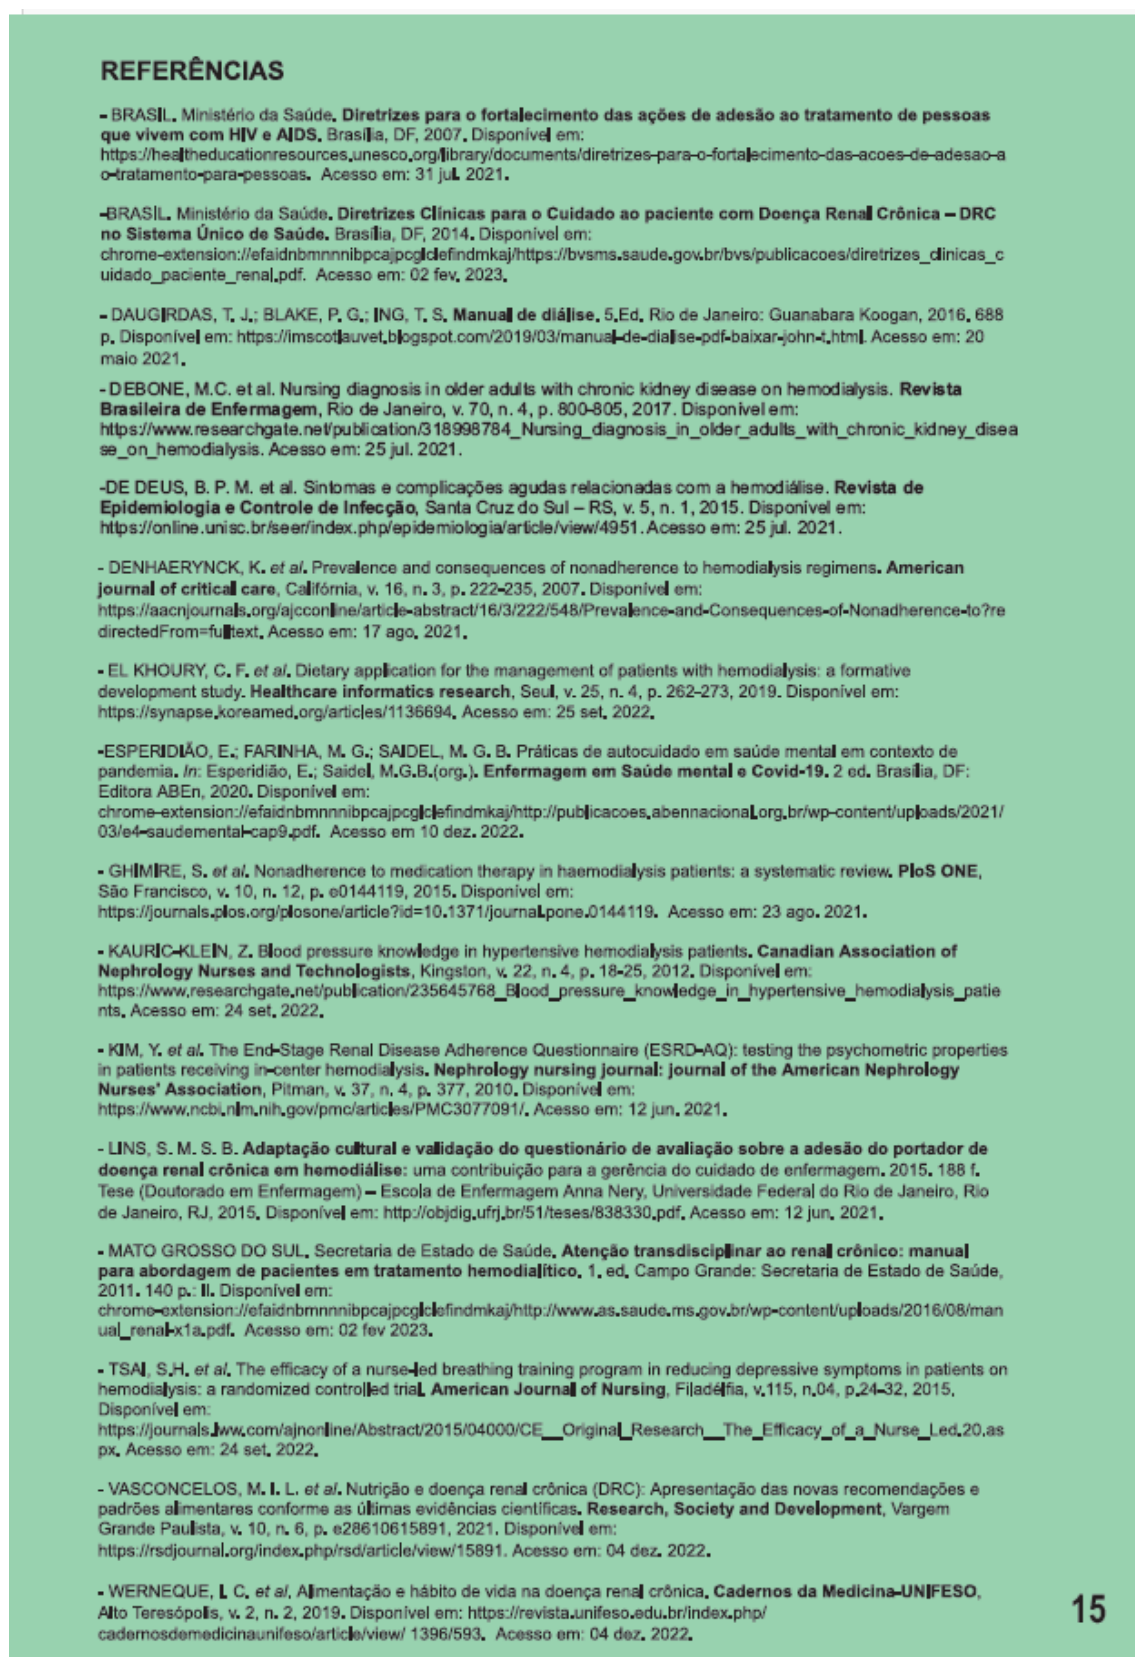 REFERÊNCIAS
- BRASIL. Ministério da Saúde. Diretrizes para o fortalecimento das ações de adesão ao tratamento de pessoas
que vivem com HIV e AIDS. Brasília, DF, 2007. Disponível em:
https://healtheducationresources.unesco.org/library/documents/diretrizes-para-o-fortalecimento-das-acoes-de-adesao-a
o-tratamento-para-pessoas. Acesso em: 31 jul. 2021.
-BRASIL. Ministério da Saúde. Diretrizes Clínicas para o Cuidado ao paciente com Doença Renal Crônica – DRC
no Sistema Único de Saúde. Brasília, DF, 2014. Disponível em:
chrome-extension://efaidnbmnnnibpcajpcglclefindmkaj/https://bvsms.saude.gov.br/bvs/publicacoes/diretrizes_clinicas_c
uidado_paciente_renal.pdf. Acesso em: 02 fev. 2023.
- DAUGIRDAS, T. J.; BLAKE, P. G.; ING, T. S. Manual de diálise. 5.Ed. Rio de Janeiro: Guanabara Koogan, 2016. 688
p. Disponível em: https://imscotlauvet.blogspot.com/2019/03/manual-de-dialise-pdf-baixar-john-t.html. Acesso em: 20
maio 2021.
- DEBONE, M.C. et al. Nursing diagnosis in older adults with chronic kidney disease on hemodialysis. Revista
Brasileira de Enfermagem, Rio de Janeiro, v. 70, n. 4, p. 800-805, 2017. Disponível em:
https://www.researchgate.net/publication/318998784_Nursing_diagnosis_in_older_adults_with_chronic_kidney_disea
se_on_hemodialysis. Acesso em: 25 jul. 2021.
-DE DEUS, B. P. M. et al. Sintomas e complicações agudas relacionadas com a hemodiálise. Revista de
Epidemiologia e Controle de Infecção, Santa Cruz do Sul – RS, v. 5, n. 1, 2015. Disponível em:
https://online.unisc.br/seer/index.php/epidemiologia/article/view/4951. Acesso em: 25 jul. 2021.
- DENHAERYNCK, K. et al. Prevalence and consequences of nonadherence to hemodialysis regimens. American
journal of critical care, Califórnia, v. 16, n. 3, p. 222-235, 2007. Disponível em:
https://aacnjournals.org/ajcconline/article-abstract/16/3/222/548/Prevalence-and-Consequences-of-Nonadherence-to?re
directedFrom=fulltext. Acesso em: 17 ago. 2021.
- EL KHOURY, C. F. et al. Dietary application for the management of patients with hemodialysis: a formative
development study. Healthcare informatics research, Seul, v. 25, n. 4, p. 262-273, 2019. Disponível em:
https://synapse.koreamed.org/articles/1136694. Acesso em: 25 set. 2022.
-ESPERIDIÃO, E.; FARINHA, M. G.; SAIDEL, M. G. B. Práticas de autocuidado em saúde mental em contexto de
pandemia. In: Esperidião, E.; Saidel, M.G.B.(org.). Enfermagem em Saúde mental e Covid-19. 2 ed. Brasília, DF:
Editora ABEn, 2020. Disponível em:
chrome-extension://efaidnbmnnnibpcajpcglclefindmkaj/http://publicacoes.abennacional.org.br/wp-content/uploads/2021/
03/e4-saudemental-cap9.pdf. Acesso em 10 dez. 2022.
- GHIMIRE, S. et al. Nonadherence to medication therapy in haemodialysis patients: a systematic review. PloS ONE,
São Francisco, v. 10, n. 12, p. e0144119, 2015. Disponível em:
https://journals.plos.org/plosone/article?id=10.1371/journal.pone.0144119. Acesso em: 23 ago. 2021.
- KAURIC-KLEIN, Z. Blood pressure knowledge in hypertensive hemodialysis patients. Canadian Association of
Nephrology Nurses and Technologists, Kingston, v. 22, n. 4, p. 18-25, 2012. Disponível em:
https://www.researchgate.net/publication/235645768_Blood_pressure_knowledge_in_hypertensive_hemodialysis_patie
nts. Acesso em: 24 set. 2022.
- KIM, Y. et al. The End-Stage Renal Disease Adherence Questionnaire (ESRD-AQ): testing the psychometric properties
in patients receiving in-center hemodialysis. Nephrology nursing journal: journal of the American Nephrology
Nurses' Association, Pitman, v. 37, n. 4, p. 377, 2010. Disponível em:
https://www.ncbi.nlm.nih.gov/pmc/articles/PMC3077091/. Acesso em: 12 jun. 2021.
- LINS, S. M. S. B. Adaptação cultural e validação do questionário de avaliação sobre a adesão do portador de
doença renal crônica em hemodiálise: uma contribuição para a gerência do cuidado de enfermagem. 2015. 188 f.
Tese (Doutorado em Enfermagem) – Escola de Enfermagem Anna Nery, Universidade Federal do Rio de Janeiro, Rio
de Janeiro, RJ, 2015. Disponível em: http://objdig.ufrj.br/51/teses/838330.pdf. Acesso em: 12 jun. 2021.
- MATO GROSSO DO SUL. Secretaria de Estado de Saúde. Atenção transdisciplinar ao renal crônico: manual
para abordagem de pacientes em tratamento hemodialítico. 1. ed. Campo Grande: Secretaria de Estado de Saúde,
2011. 140 p.: Il. Disponível em:
chrome-extension://efaidnbmnnnibpcajpcglclefindmkaj/http://www.as.saude.ms.gov.br/wp-content/uploads/2016/08/man
ual_renal-x1a.pdf. Acesso em: 02 fev 2023.
- TSAI, S.H. et al. The efficacy of a nurse-led breathing training program in reducing depressive symptoms in patients on
hemodialysis: a randomized controlled trial. American Journal of Nursing, Filadélfia, v.115, n.04, p.24-32, 2015.
Disponível em:
https://journals.lww.com/ajnonline/Abstract/2015/04000/CE__Original_Research__The_Efficacy_of_a_Nurse_Led.20.as
px. Acesso em: 24 set. 2022.
- VASCONCELOS, M. I. L. et al. Nutrição e doença renal crônica (DRC): Apresentação das novas recomendações e
padrões alimentares conforme as últimas evidências científicas. Research, Society and Development, Vargem
Grande Paulista, v. 10, n. 6, p. e28610615891, 2021. Disponível em:
https://rsdjournal.org/index.php/rsd/article/view/15891. Acesso em: 04 dez. 2022.
- WERNEQUE, I. C. et al. Alimentação e hábito de vida na doença renal crônica. Cadernos da Medicina-UNIFESO,
Alto Teresópolis, v. 2, n. 2, 2019. Disponível em: https://revista.unifeso.edu.br/index.php/
cadernosdemedicinaunifeso/article/view/ 1396/593. Acesso em: 04 dez. 2022.
15